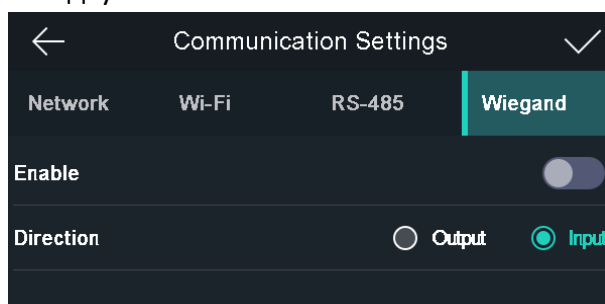 Communication Settings
Network Wi-Fi RS-485 Wiegand
Enable
Direction Output Input